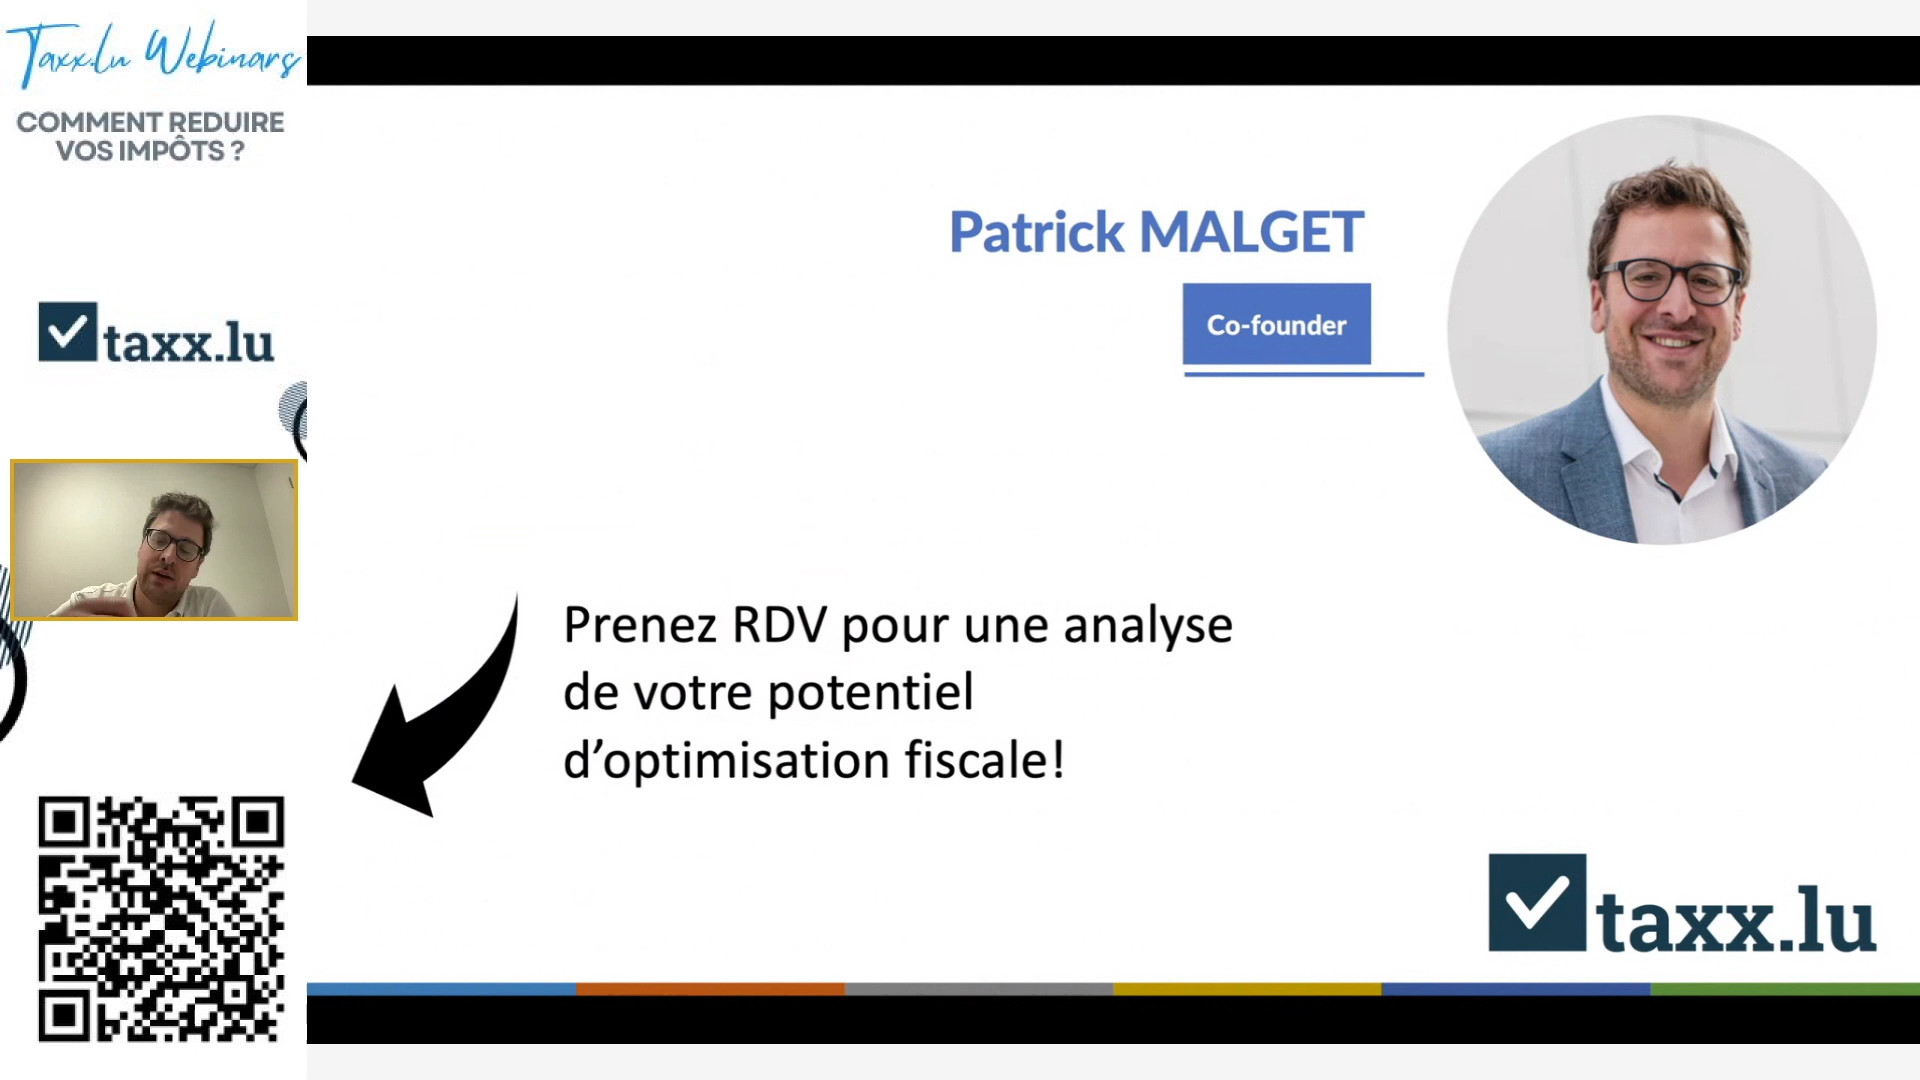 Taxx.lu Webinars
COMMENT REDUIRE
VOS IMPÔTS ?
taxx.lu
Patrick MALGET
Co-founder
Prenez RDV pour une analyse
de votre potentiel
d’optimisation fiscale!
taxx.lu